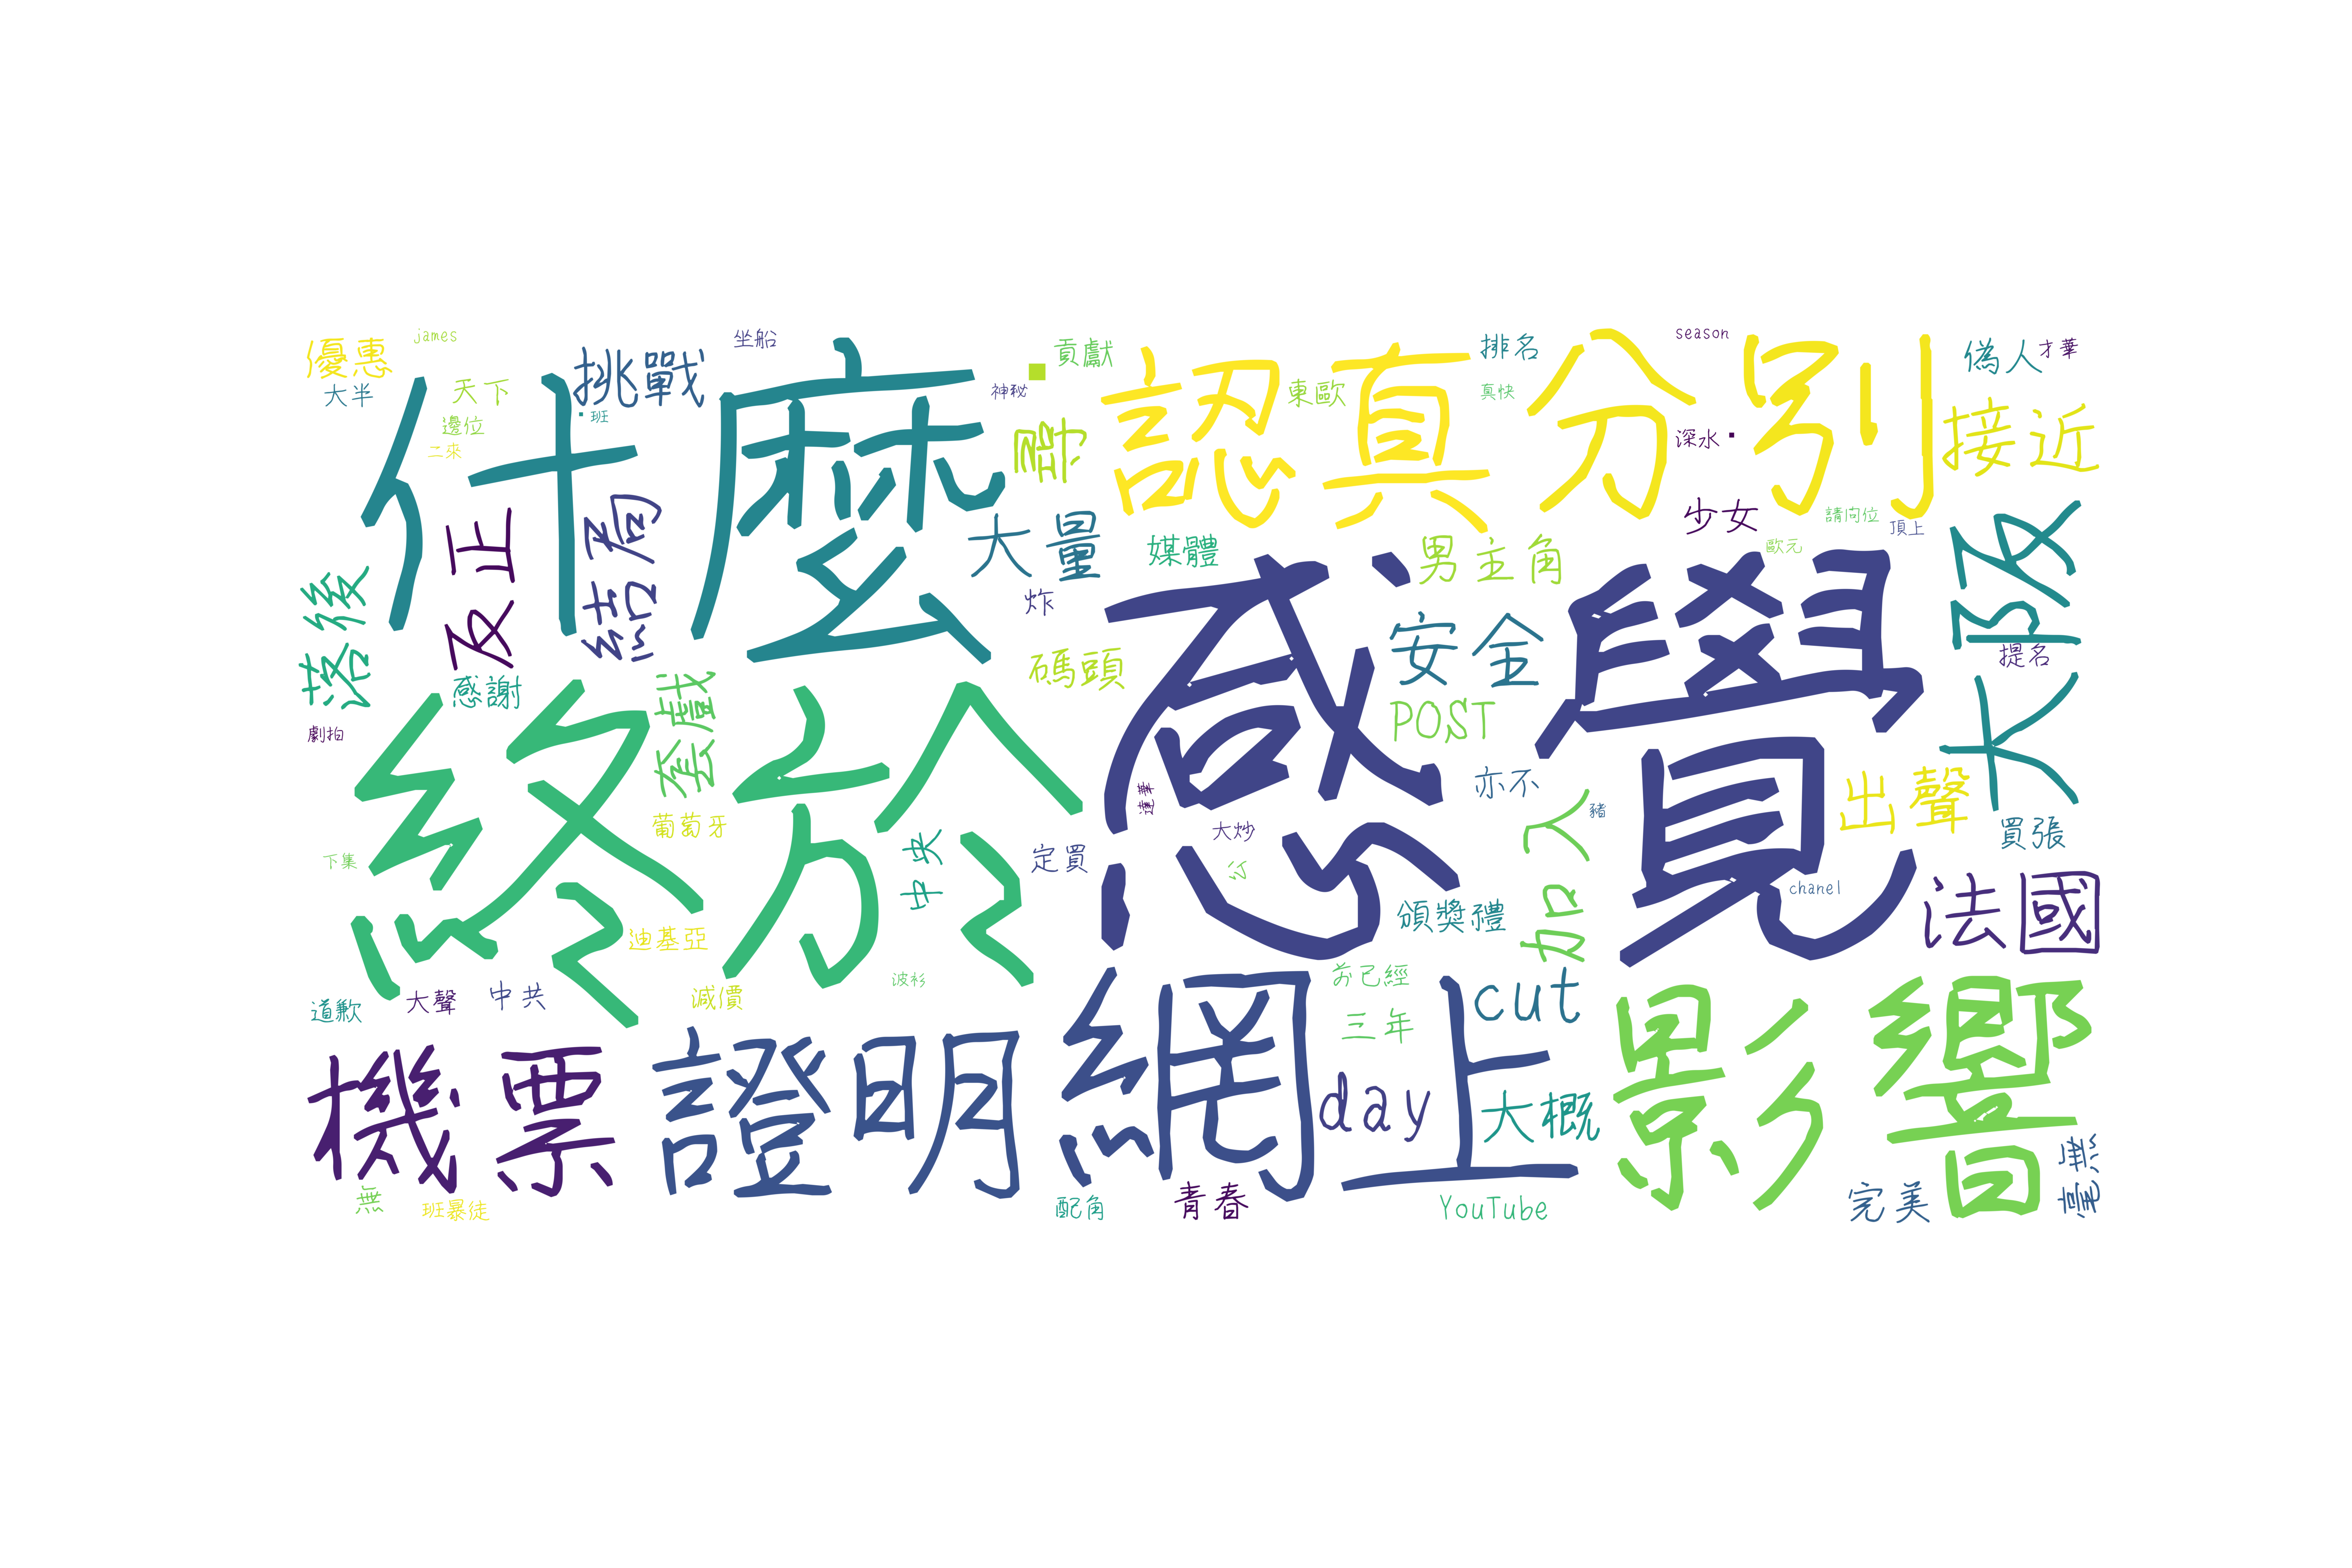 優惠
james
挑戰
坐船
貢獻
排名
season
偽人
才華
大半
天下
班
神秘
東歐
真快
邊位
二來
什麼
認真
分
引
深水
接近
及正
結局
大量
媒體
男主角
少女
請向位
頂上
歐元
炸
落後
感謝
套戲
碼頭
感覺
安全
大阪
提名
劇拍
POST
終於
葡萄牙
中央
達華
大炒
亦不
豬
出聲
買張
下集
定買
公
加入
chanel
迪基亞
頒獎禮
法國
道歉
大聲
中共
減價
波衫
前已經
三年
cut
機票
證明
網上
day
大概
影響
毫無
無
班暴徒
配角
青春
YouTube
完美